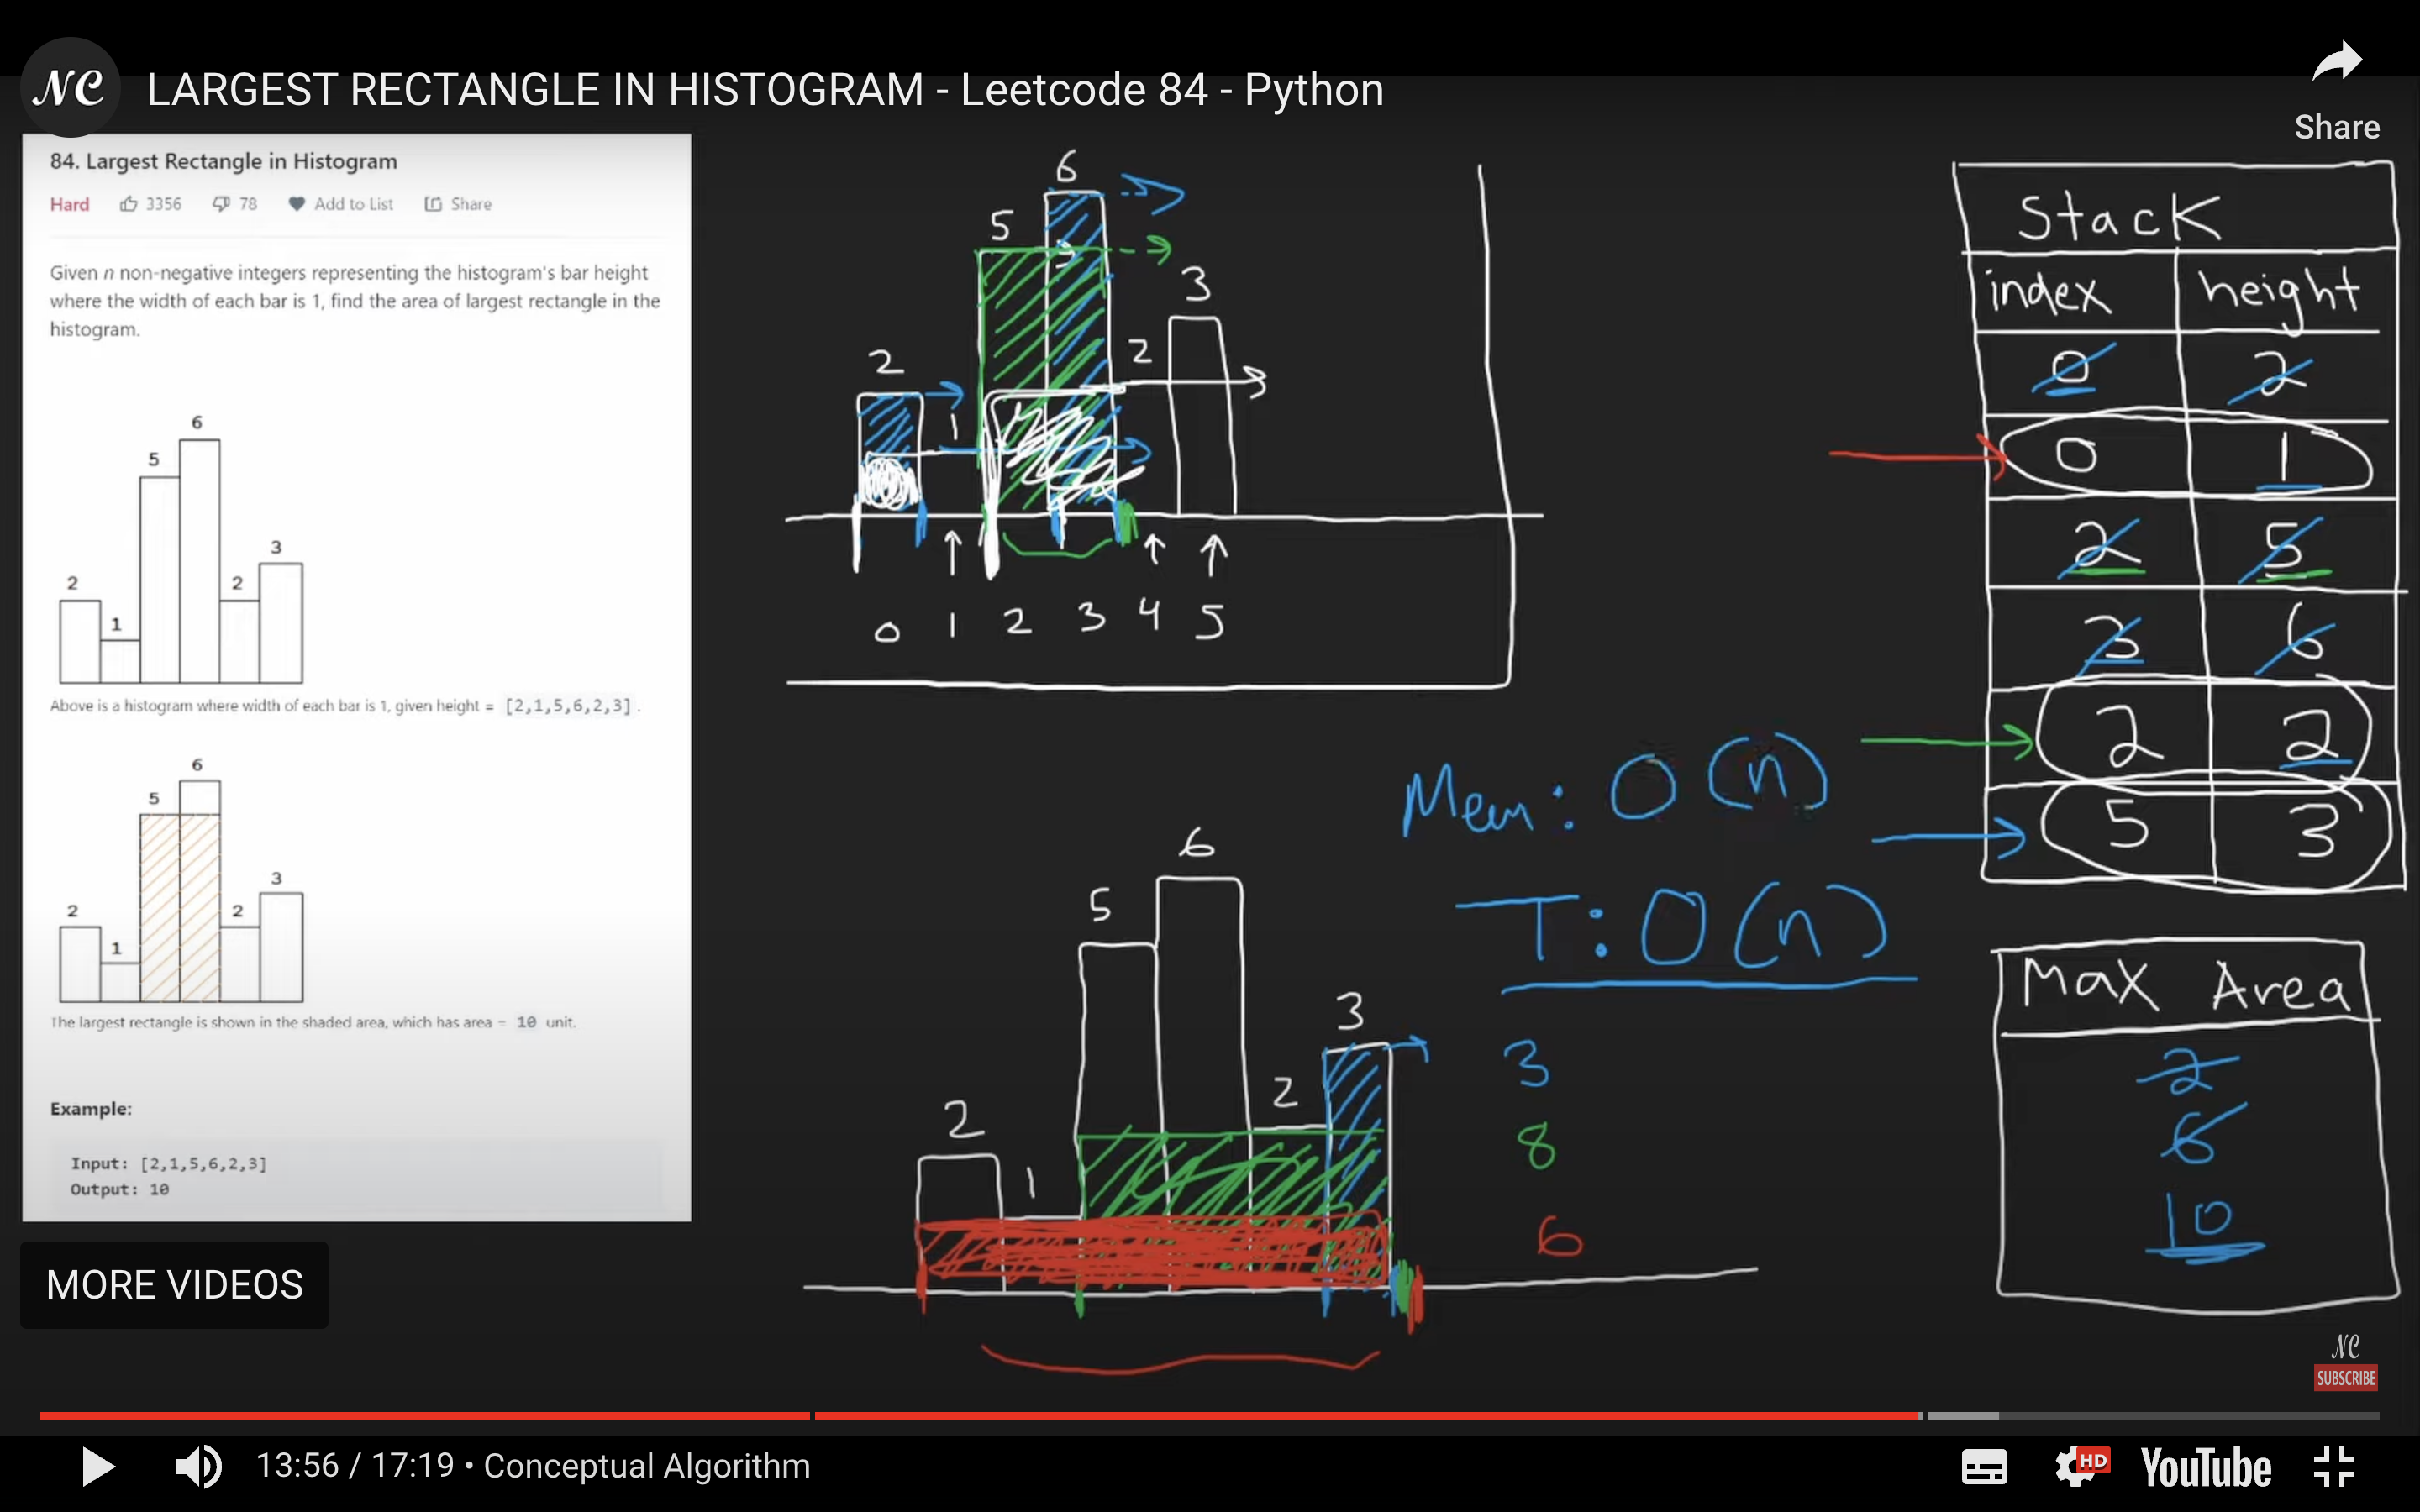 NC
LARGEST RECTANGLE IN HISTOGRAM - Leetcode 84 - Python
Share
84. Largest Rectangle in Histogram
Hard 3356 78 Add to List Share
Given n non-negative integers representing the histogram's bar height
where the width of each bar is 1, find the area of largest rectangle in the
histogram.
6
5
3
2
2
1
Above is a histogram where width of each bar is 1, given height = [2,1,5,6,2,3].
6
5
3
2
2
1
The largest rectangle is shown in the shaded area, which has area = 10 unit.
Example:
Input: [2,1,5,6,2,3]
Output: 10
MORE VIDEOS
6
5
3
2
2
1
0 1 2 3 4 5
Mem: O(n)
T: O(n)
6
5
3
2
2
1
3
8
6
Stack
index height
0 2
0 1
2 5
3 6
2 2
5 3
Max Area
2
6
10
NC
SUBSCRIBE
13:56 / 17:19 • Conceptual Algorithm
HD
YouTube